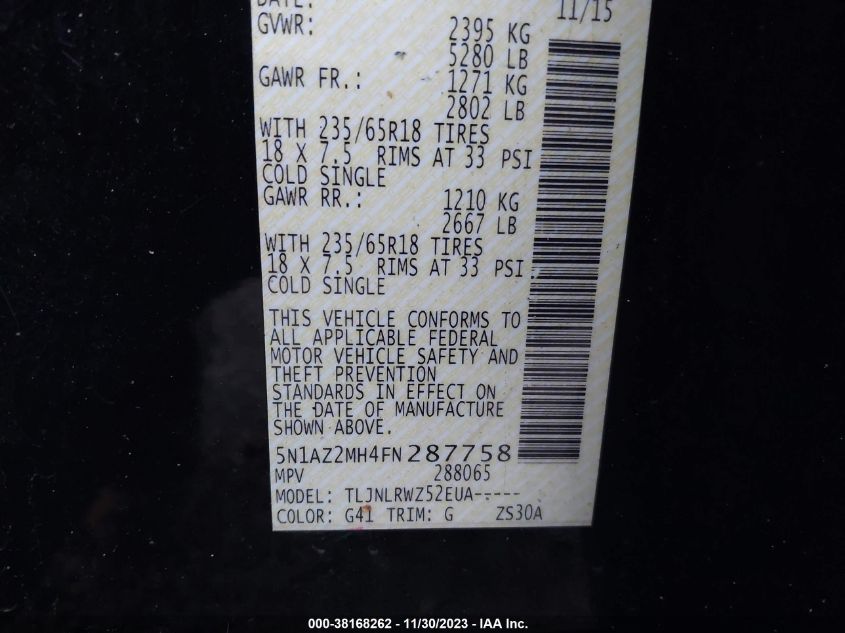 DATE: 11/15
GVWR: 2395 KG
5280 LB
GAWR FR.: 1271 KG
2802 LB
WITH 235/65R18 TIRES
18 X 7.5 RIMS AT 33 PSI
COLD SINGLE
GAWR RR.: 1210 KG
2667 LB
WITH 235/65R18 TIRES
18 X 7.5 RIMS AT 33 PSI
COLD SINGLE
THIS VEHICLE CONFORMS TO
ALL APPLICABLE FEDERAL
MOTOR VEHICLE SAFETY AND
THEFT PREVENTION
STANDARDS IN EFFECT ON
THE DATE OF MANUFACTURE
SHOWN ABOVE.
5N1AZ2MH4FN287758
MPV 288065
MODEL: TLJNLRWZ52EUA-----
COLOR: G41 TRIM: G ZS30A
000-38168262 - 11/30/2023 - IAA Inc.